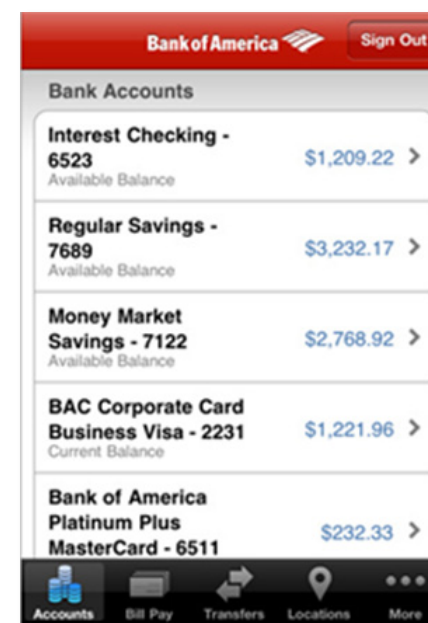 Bank of America
Sign Out
Bank Accounts
Interest Checking -
6523
Available Balance
$1,209.22
Regular Savings -
7689
Available Balance
$3,232.17
Money Market
Savings - 7122
Available Balance
$2,768.92
BAC Corporate Card
Business Visa - 2231
Current Balance
$1,221.96
Bank of America
Platinum Plus
MasterCard - 6511
$232.33
Accounts
Bill Pay
Transfers
Locations
More